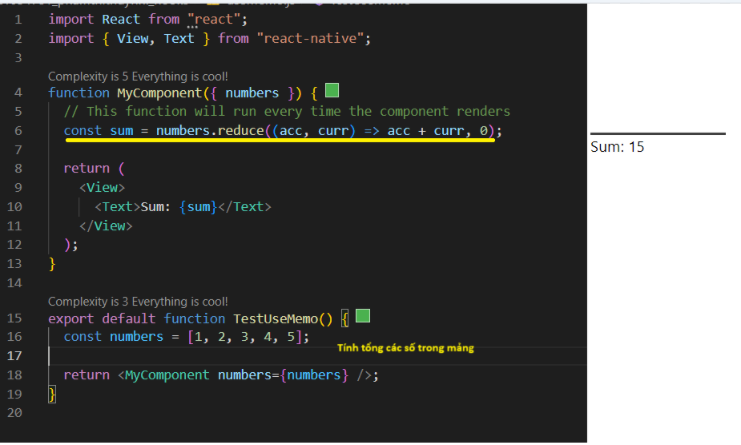 1 import React from "react";
2 import { View, Text } from "react-native";
3
Complexity is 5 Everything is cool!
4 function MyComponent({ numbers }) {
5 // This function will run every time the component renders
6 const sum = numbers.reduce((acc, curr) => acc + curr, 0);
7
8 return (
9 <View>
10 <Text>Sum: {sum}</Text>
11 </View>
12 );
13 }
14
Complexity is 3 Everything is cool!
15 export default function TestUseMemo() {
16 const numbers = [1, 2, 3, 4, 5];
Tính tổng các số trong mảng
17
18 return <MyComponent numbers={numbers} />;
19 }
20
Sum: 15